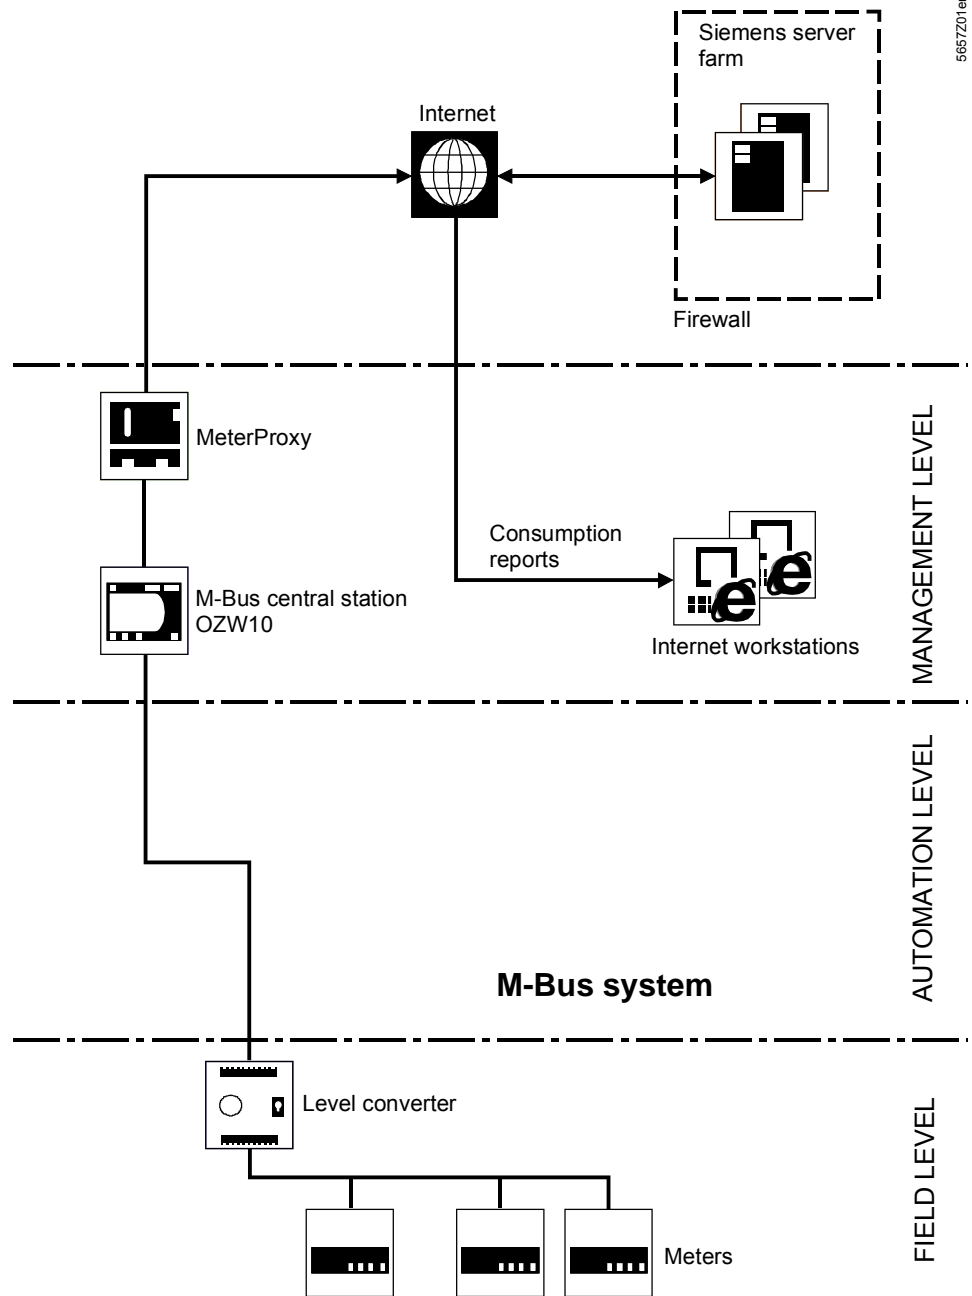 Siemens server
farm
5657Z01en
Internet
Firewall
MeterProxy
MANAGEMENT LEVEL
Consumption
reports
M-Bus central station
OZW10
Internet workstations
AUTOMATION LEVEL
M-Bus system
Level converter
FIELD LEVEL
Meters